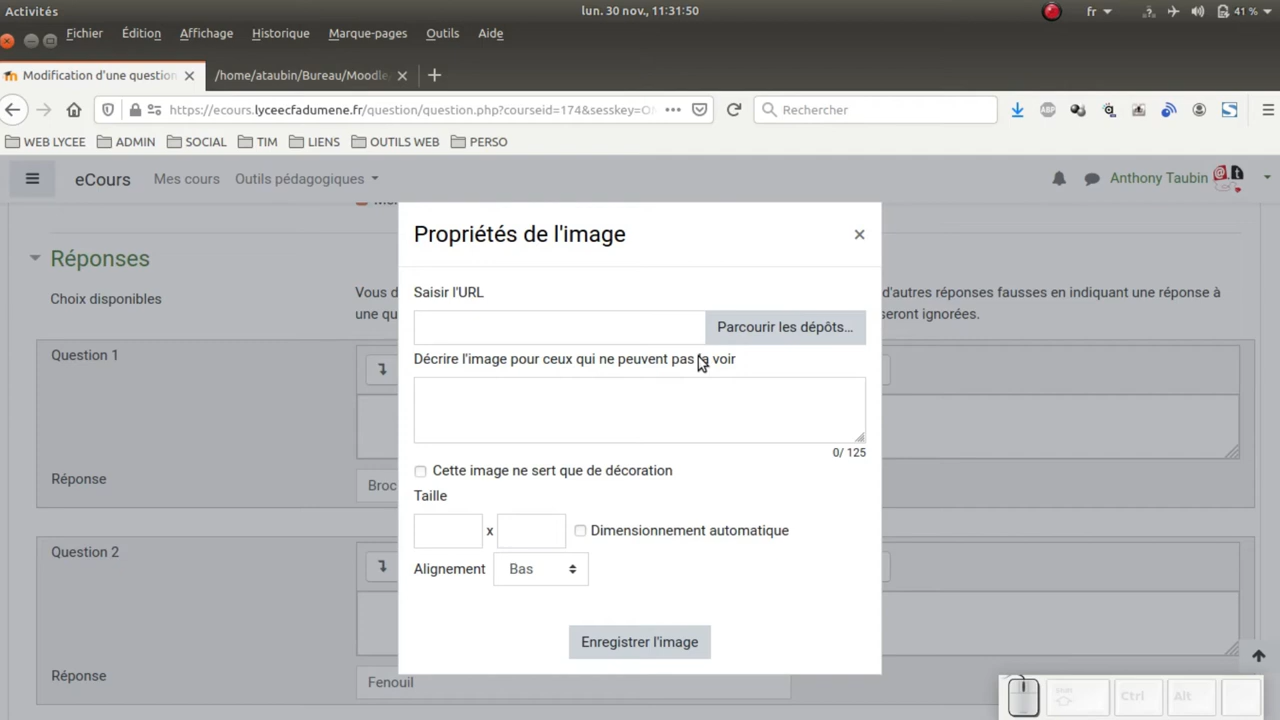 Activités
lun. 30 nov., 11:31:50
fr
41 %
Fichier Édition Affichage Historique Marque-pages Outils Aide
Modification d'une question
/home/ataubin/Bureau/Moodle
https://ecours.lyceecfadumene.fr/question/question.php?courseid=174&sesskey=
Rechercher
WEB LYCEE ADMIN SOCIAL TIM LIENS OUTILS WEB PERSO
eCours Mes cours Outils pédagogiques
Anthony Taubin
Propriétés de l'image
Réponses
Choix disponibles
Vous d
d'autres réponses fausses en indiquant une réponse à
une qu
seront ignorées.
Saisir l'URL
Parcourir les dépôts...
Question 1
Décrire l'image pour ceux qui ne peuvent pas la voir
0/ 125
Cette image ne sert que de décoration
Réponse
Broc
Taille
x
Dimensionnement automatique
Question 2
Alignement
Bas
Enregistrer l'image
Réponse
Fenouil
Ctrl
Alt